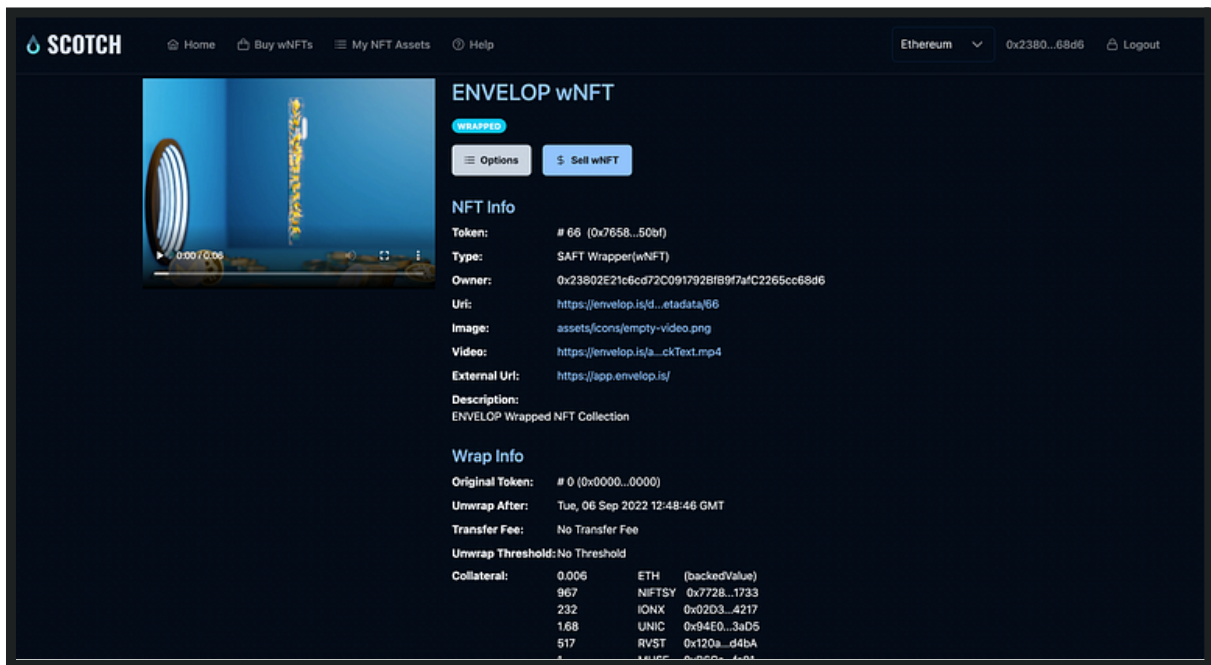 SCOTCH Home Buy wNFTs My NFT Assets Help Ethereum 0x2380...68d6 Logout
ENVELOP wNFT
WRAPPED
Options $ Sell wNFT
0:00 / 0:06
NFT Info
Token: # 66 (0x7658...50bf)
Type: SAFT Wrapper(wNFT)
Owner: 0x23802E21c6cd72C091792BfB9f7afC2265cc68d6
Uri: https://envelop.is/d...etadata/66
Image: assets/icons/empty-video.png
Video: https://envelop.is/a...ckText.mp4
External Url: https://app.envelop.is/
Description:
ENVELOP Wrapped NFT Collection
Wrap Info
Original Token: # 0 (0x0000...0000)
Unwrap After: Tue, 06 Sep 2022 12:48:46 GMT
Transfer Fee: No Transfer Fee
Unwrap Threshold: No Threshold
Collateral: 0.006 ETH (backedValue)
967 NIFTSY 0x7728...1733
232 IONX 0x02D3...4217
1.68 UNIC 0x94E0...3aD5
517 RVST 0x120a...d4bA